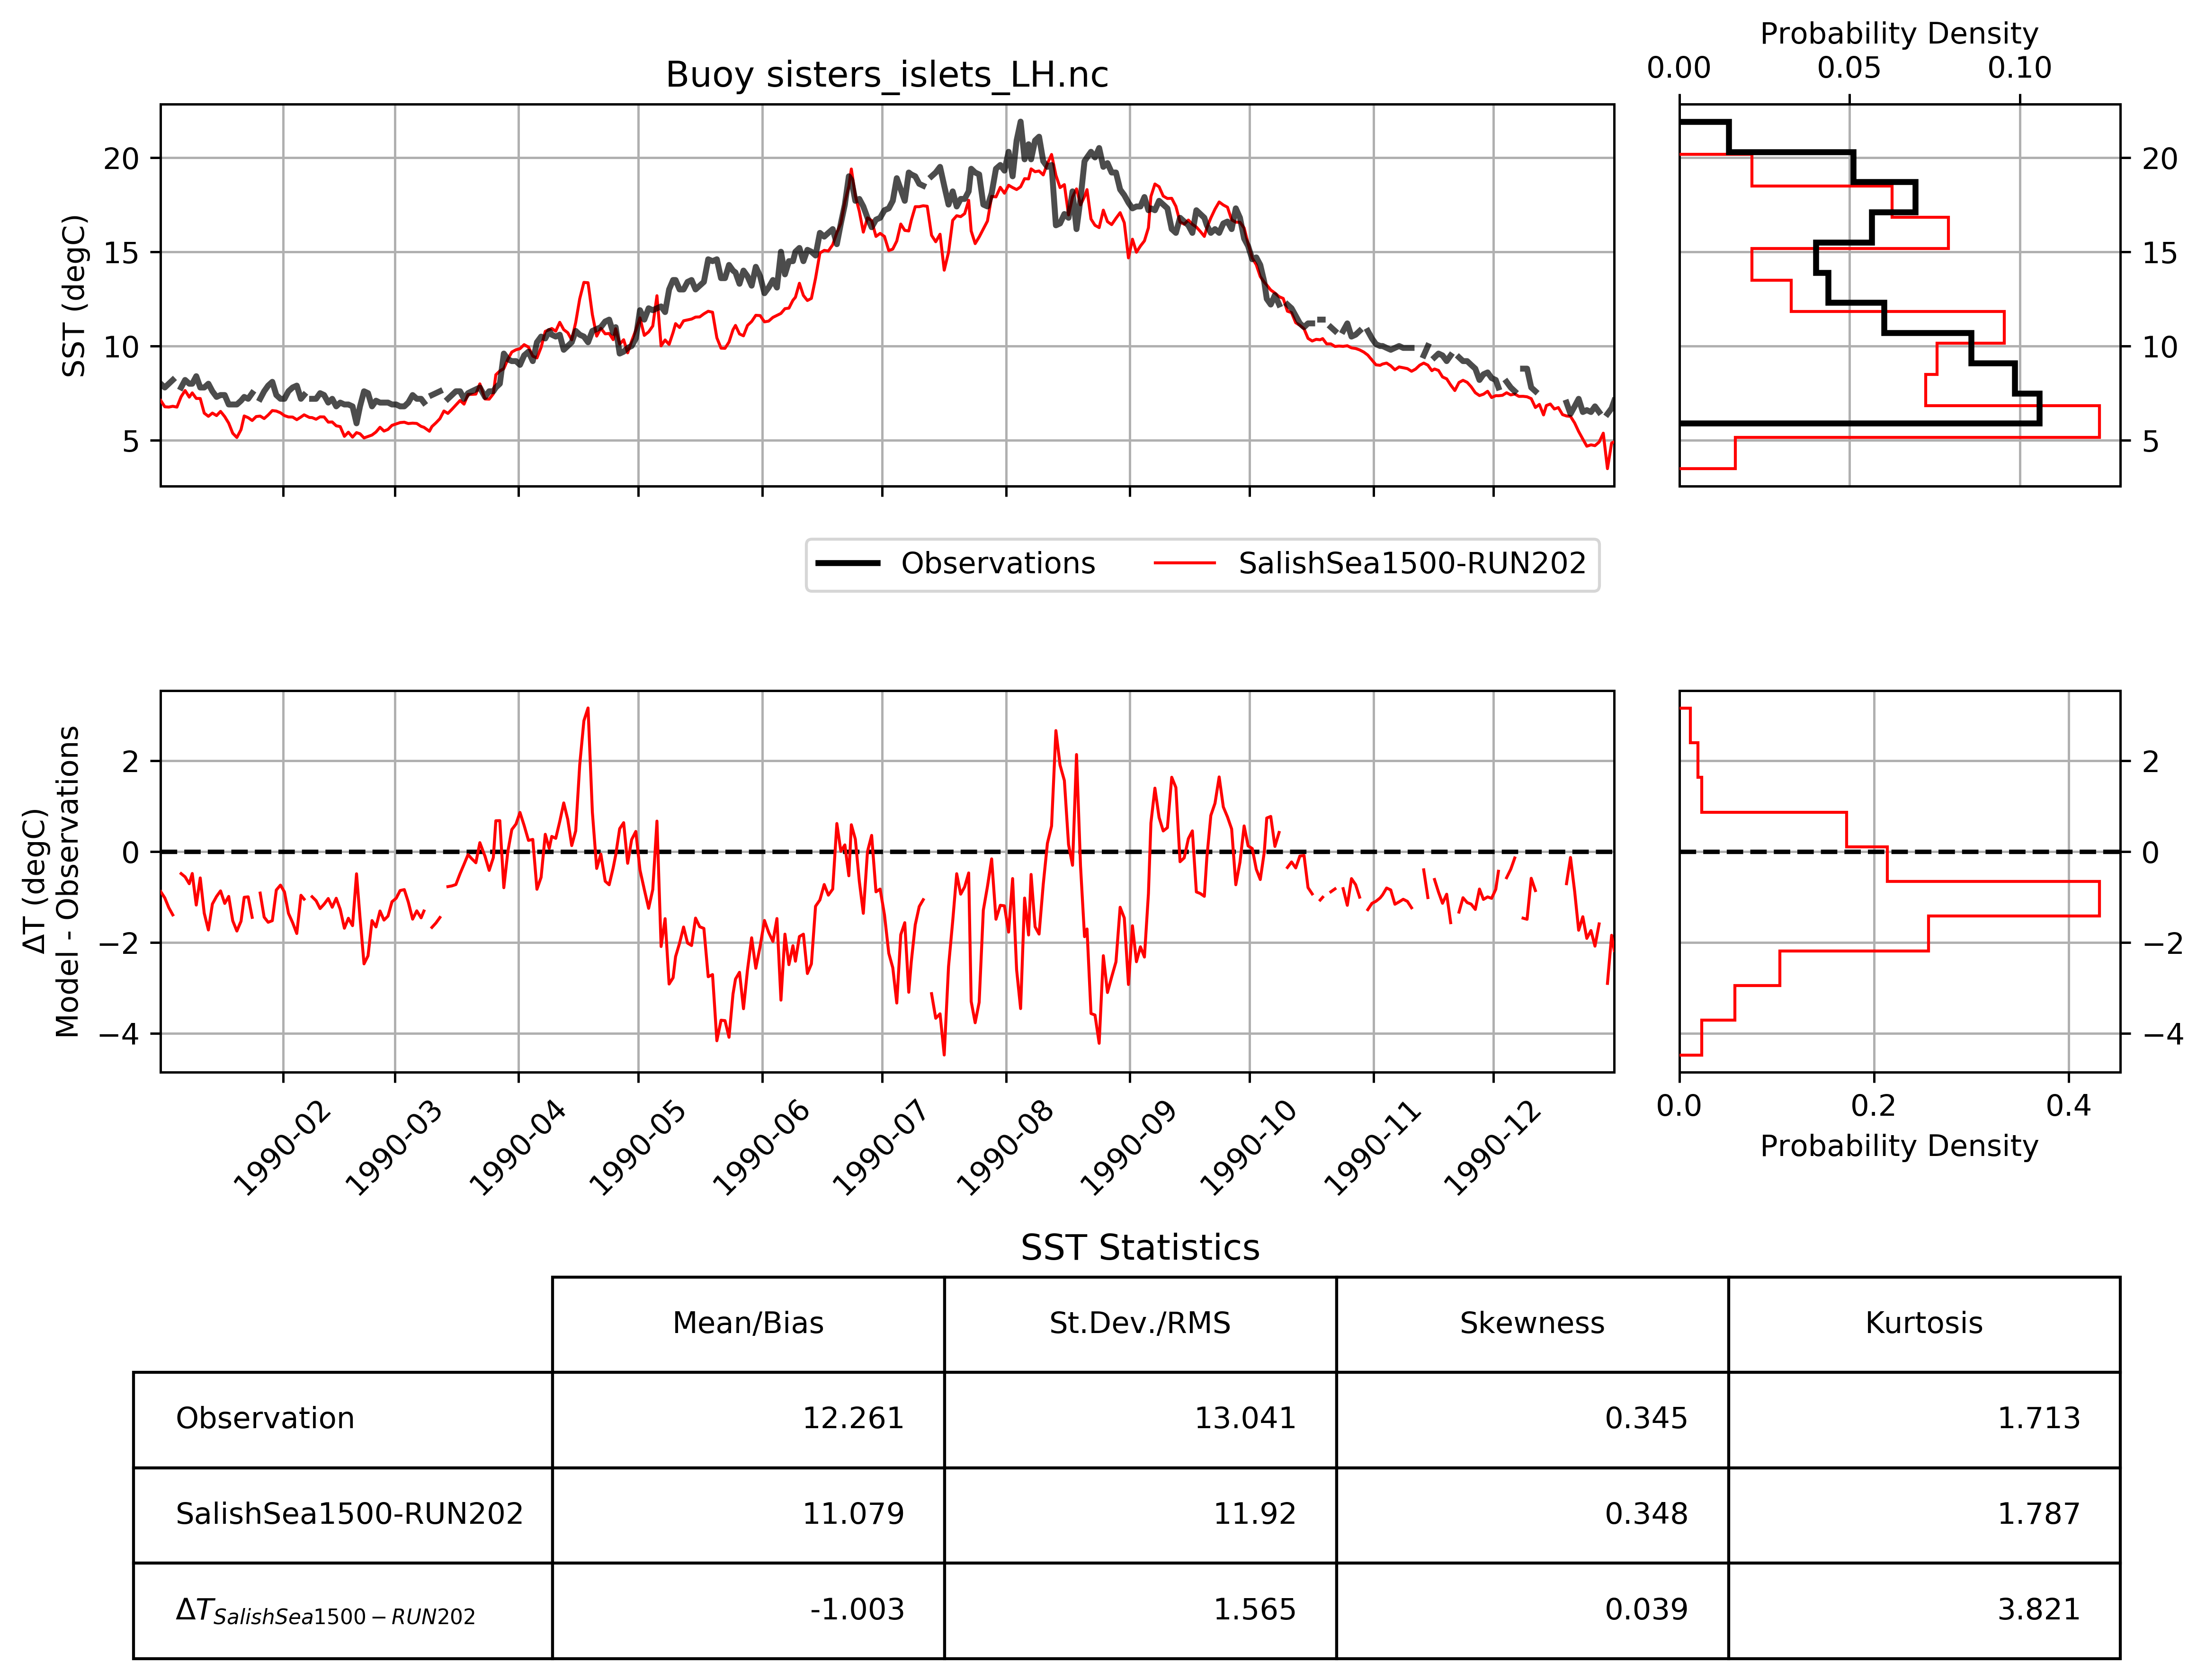 Probability Density
0.00 0.05 0.10
Buoy sisters_islets_LH.nc
SST (degC)
20
15
10
5
20
15
10
5
Observations SalishSea1500-RUN202
ΔT (degC)
Model - Observations
2
0
−2
−4
2
0
−2
−4
1990-02 1990-03 1990-04 1990-05 1990-06 1990-07 1990-08 1990-09 1990-10 1990-11 1990-12
0.0 0.2 0.4
Probability Density
SST Statistics
Mean/Bias St.Dev./RMS Skewness Kurtosis
Observation 12.261 13.041 0.345 1.713
SalishSea1500-RUN202 11.079 11.92 0.348 1.787
ΔT SalishSea1500−RUN202 -1.003 1.565 0.039 3.821